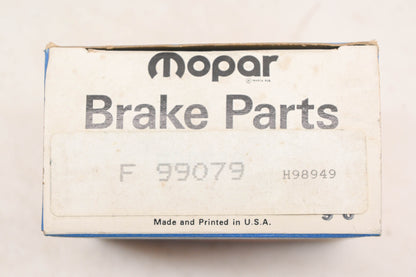 mopar
Brake Parts
F 99079 H98949
Made and Printed in U.S.A.